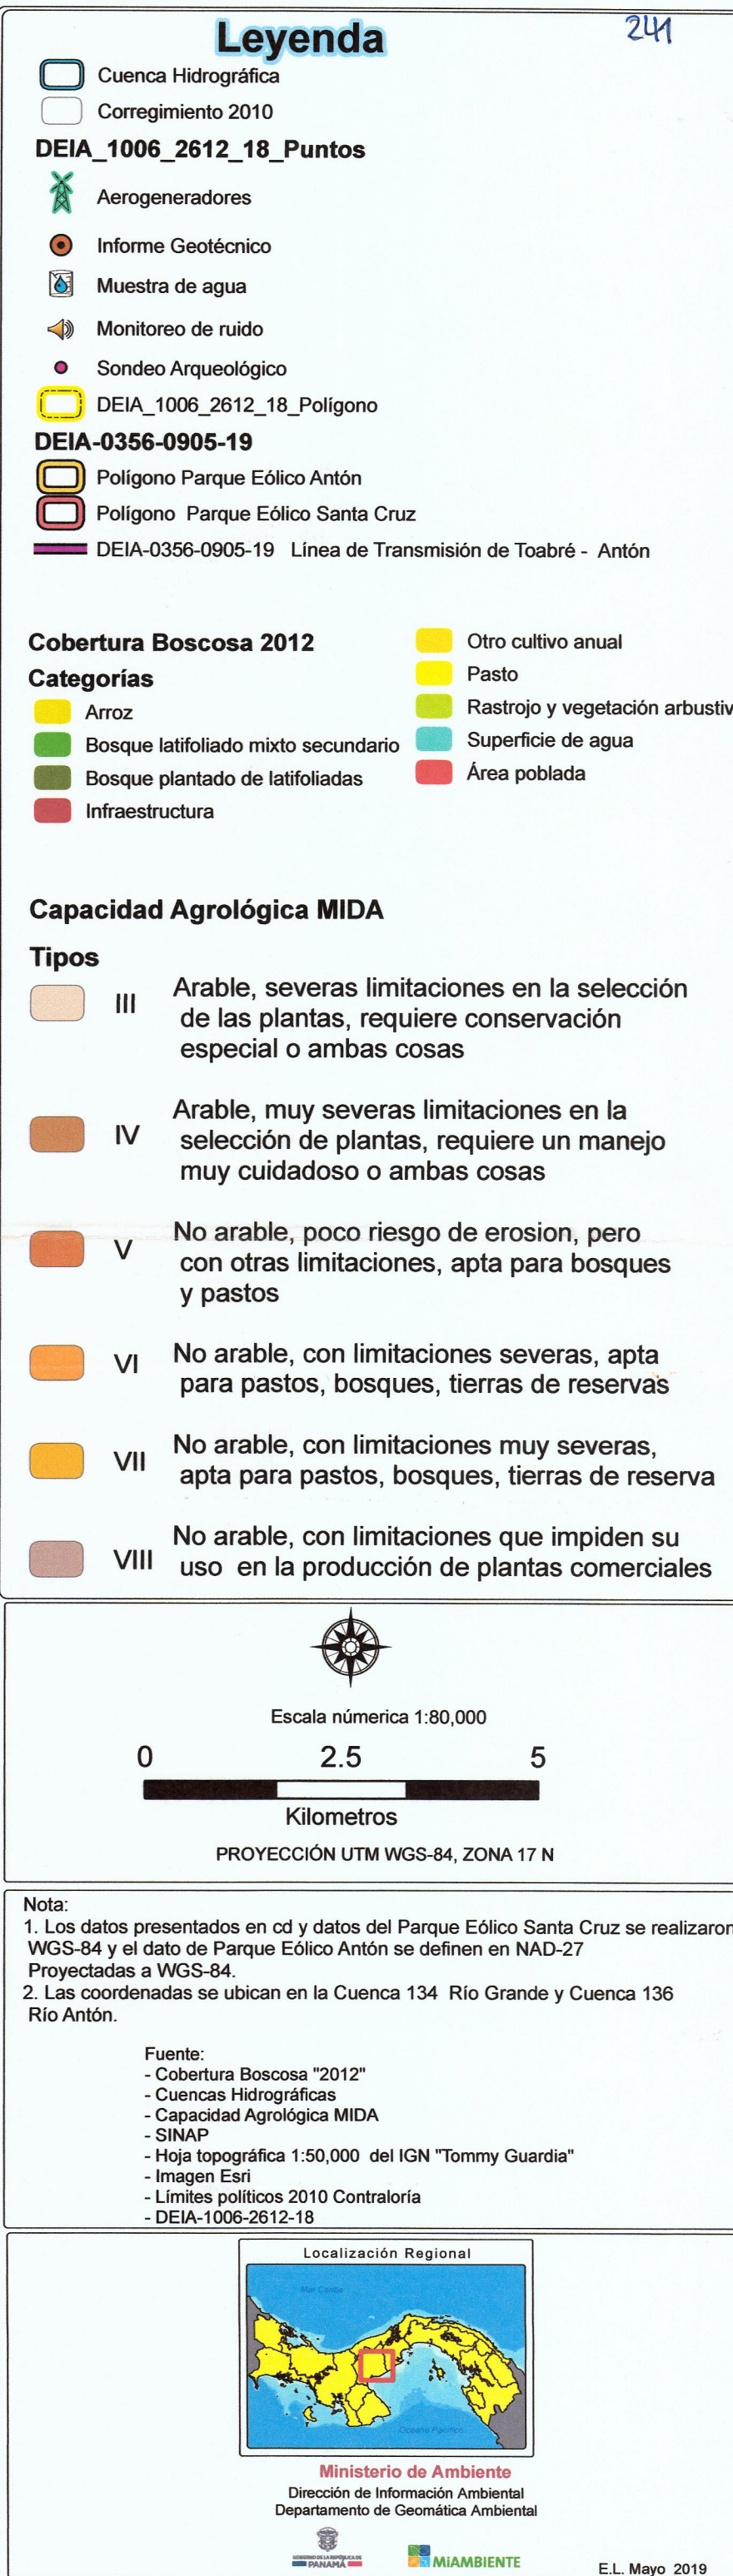 Leyenda
241
Cuenca Hidrográfica
Corregimiento 2010
DEIA_1006_2612_18_Puntos
Aerogeneradores
Informe Geotécnico
Muestra de agua
Monitoreo de ruido
Sondeo Arqueológico
DEIA_1006_2612_18_Polígono
DEIA-0356-0905-19
Polígono Parque Eólico Antón
Polígono Parque Eólico Santa Cruz
DEIA-0356-0905-19 Línea de Transmisión de Toabré - Antón
Cobertura Boscosa 2012
Categorías
Arroz
Bosque latifoliado mixto secundario
Bosque plantado de latifoliadas
Infraestructura
Otro cultivo anual
Pasto
Rastrojo y vegetación arbustiv
Superficie de agua
Área poblada
Capacidad Agrológica MIDA
Tipos
III Arable, severas limitaciones en la selección
de las plantas, requiere conservación
especial o ambas cosas
IV Arable, muy severas limitaciones en la
selección de plantas, requiere un manejo
muy cuidadoso o ambas cosas
V No arable, poco riesgo de erosion, pero
con otras limitaciones, apta para bosques
y pastos
VI No arable, con limitaciones severas, apta
para pastos, bosques, tierras de reservas
VII No arable, con limitaciones muy severas,
apta para pastos, bosques, tierras de reserva
VIII No arable, con limitaciones que impiden su
uso en la producción de plantas comerciales
Escala númerica 1:80,000
0 2.5 5
Kilometros
PROYECCIÓN UTM WGS-84, ZONA 17 N
Nota:
1. Los datos presentados en cd y datos del Parque Eólico Santa Cruz se realizaron
WGS-84 y el dato de Parque Eólico Antón se definen en NAD-27
Proyectadas a WGS-84.
2. Las coordenadas se ubican en la Cuenca 134 Río Grande y Cuenca 136
Río Antón.
Fuente:
- Cobertura Boscosa "2012"
- Cuencas Hidrográficas
- Capacidad Agrológica MIDA
- SINAP
- Hoja topográfica 1:50,000 del IGN "Tommy Guardia"
- Imagen Esri
- Límites políticos 2010 Contraloría
- DEIA-1006-2612-18
Localización Regional
Mar Caribe
Oceano Pacifico
Ministerio de Ambiente
Dirección de Información Ambiental
Departamento de Geomática Ambiental
GOBIERNO DE LA REPÚBLICA DE
PANAMÁ
MiAMBIENTE
E.L. Mayo 2019